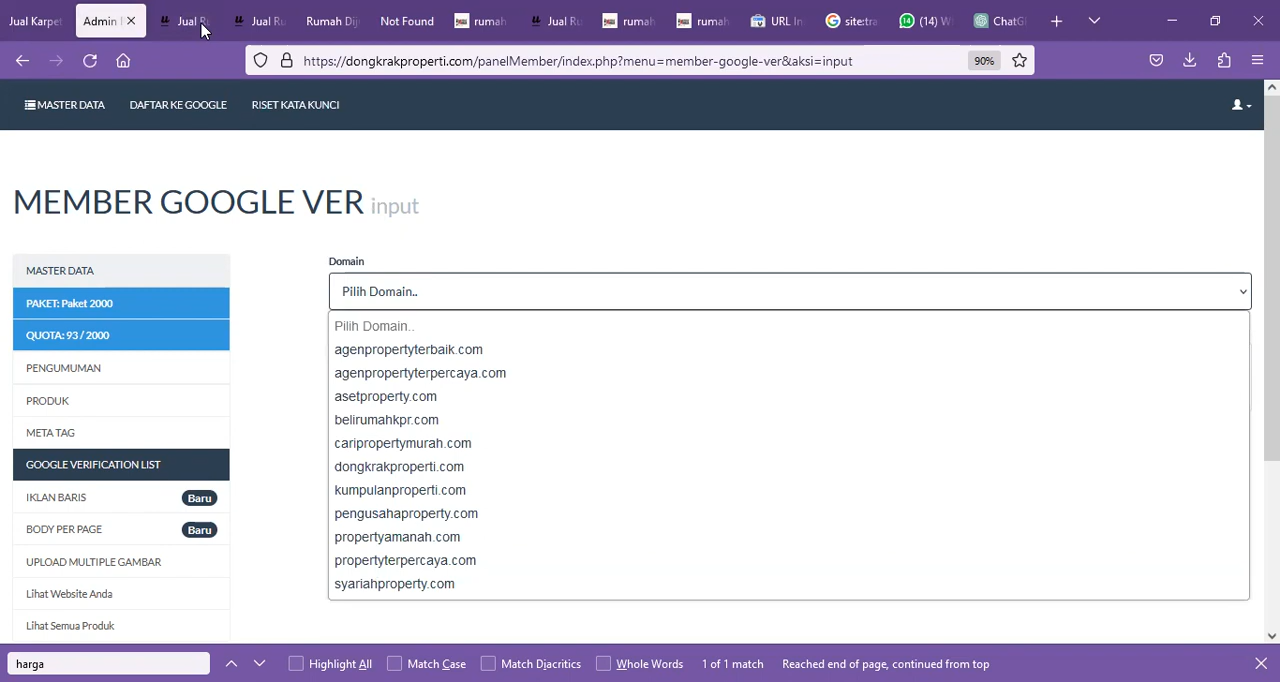 Jual Karpet
Admin
Jual Ru
Jual Ru
Rumah Dij
Not Found
rumah
Jual Ru
rumah
rumah
URL In
site:tra
(14) W
ChatG
https://dongkrakproperti.com/panelMember/index.php?menu=member-google-ver&aksi=input
90%
MASTER DATA
DAFTAR KE GOOGLE
RISET KATA KUNCI
MEMBER GOOGLE VER input
MASTER DATA
PAKET: Paket 2000
QUOTA: 93 / 2000
PENGUMUMAN
PRODUK
META TAG
GOOGLE VERIFICATION LIST
IKLAN BARIS Baru
BODY PER PAGE Baru
UPLOAD MULTIPLE GAMBAR
Lihat Website Anda
Lihat Semua Produk
Domain
Pilih Domain..
Pilih Domain..
agenpropertyterbaik.com
agenpropertyterpercaya.com
asetproperty.com
belirumahkpr.com
caripropertymurah.com
dongkrakproperti.com
kumpulanproperti.com
pengusahaproperty.com
propertyamanah.com
propertyterpercaya.com
syariahproperty.com
harga
Highlight All
Match Case
Match Diacritics
Whole Words
1 of 1 match
Reached end of page, continued from top